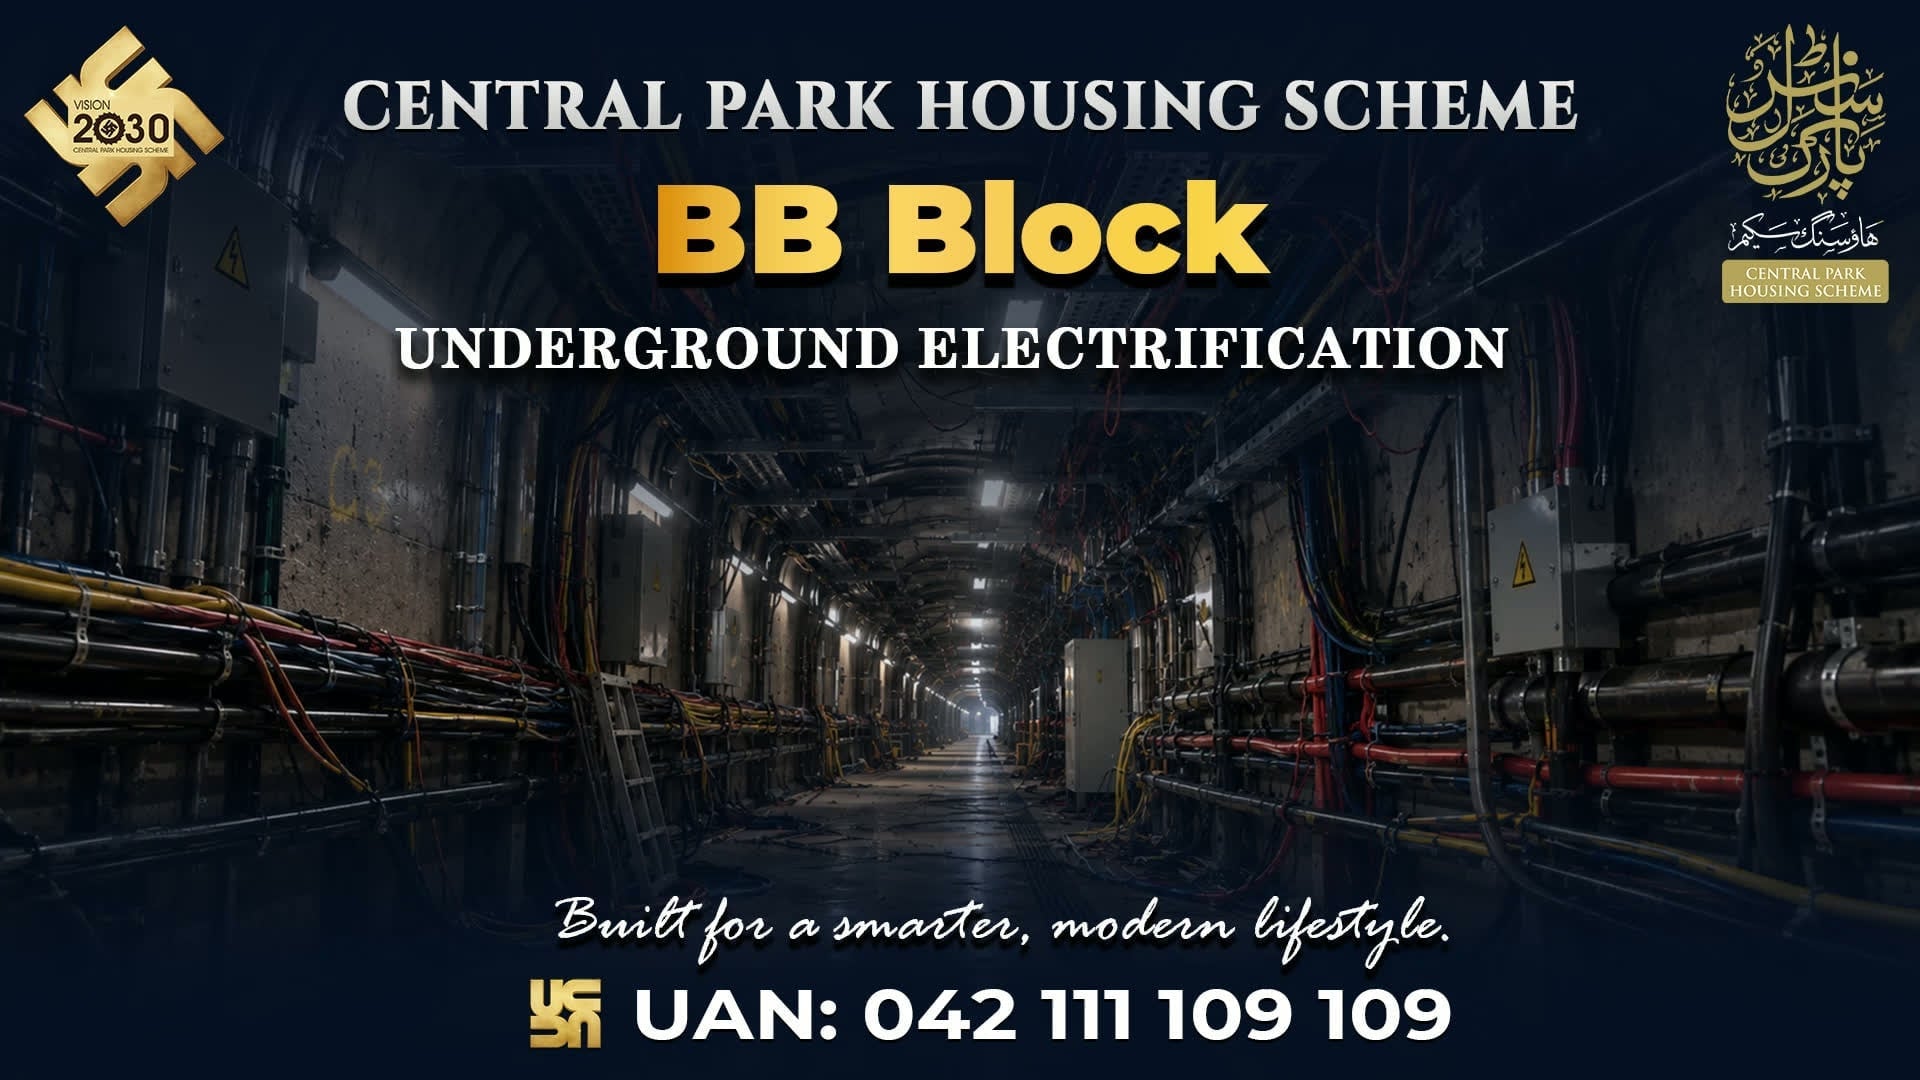 VISION
2030
CENTRAL PARK HOUSING SCHEME
CENTRAL PARK HOUSING SCHEME
BB Block
UNDERGROUND ELECTRIFICATION
سنٹرل
پارک
ہاؤسنگ سکیم
CENTRAL PARK
HOUSING SCHEME
Built for a smarter, modern lifestyle.
UAN: 042 111 109 109